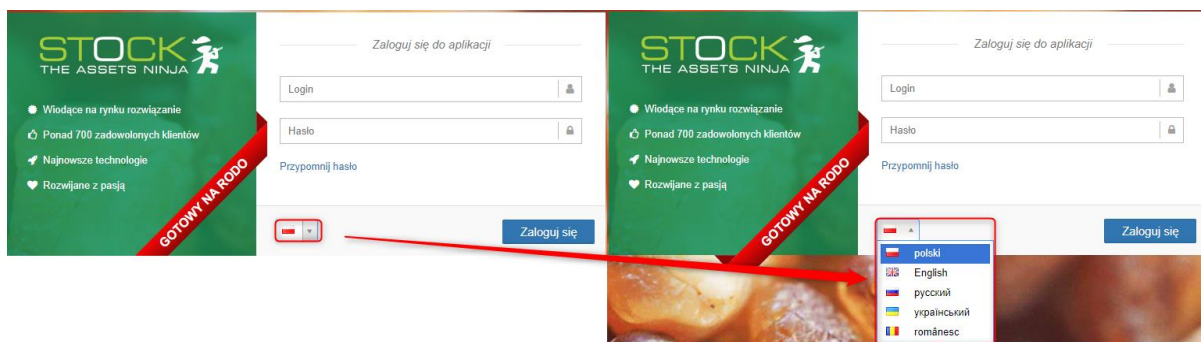 STOCK
THE ASSETS NINJA
Wiodące na rynku rozwiązanie
Ponad 700 zadowolonych klientów
Najnowsze technologie
Rozwijane z pasją
GOTOWY NA RODO
Zaloguj się do aplikacji
Login
Hasło
Przypomnij hasło
Zaloguj się
STOCK
THE ASSETS NINJA
Wiodące na rynku rozwiązanie
Ponad 700 zadowolonych klientów
Najnowsze technologie
Rozwijane z pasją
GOTOWY NA RODO
Zaloguj się do aplikacji
Login
Hasło
Przypomnij hasło
Zaloguj się
polski
English
русский
український
românesc